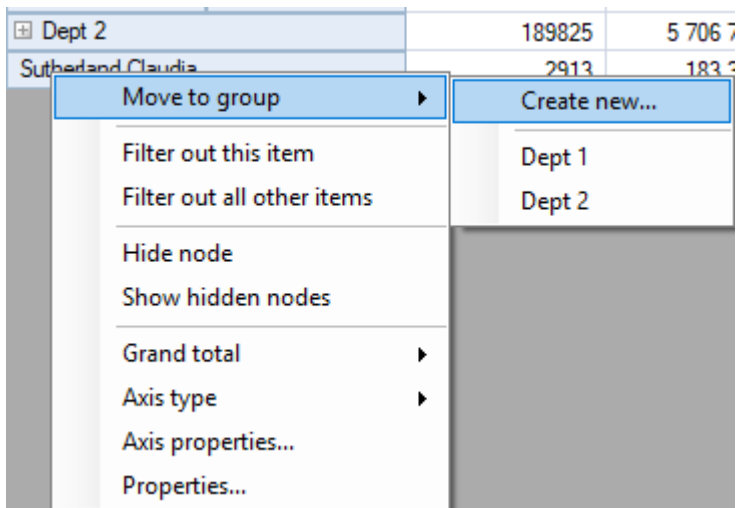 Dept 2 189825 5 706 7
Sutherland Claudia 2913 183 3
Move to group
Create new...
Filter out this item
Dept 1
Filter out all other items
Dept 2
Hide node
Show hidden nodes
Grand total
Axis type
Axis properties...
Properties...